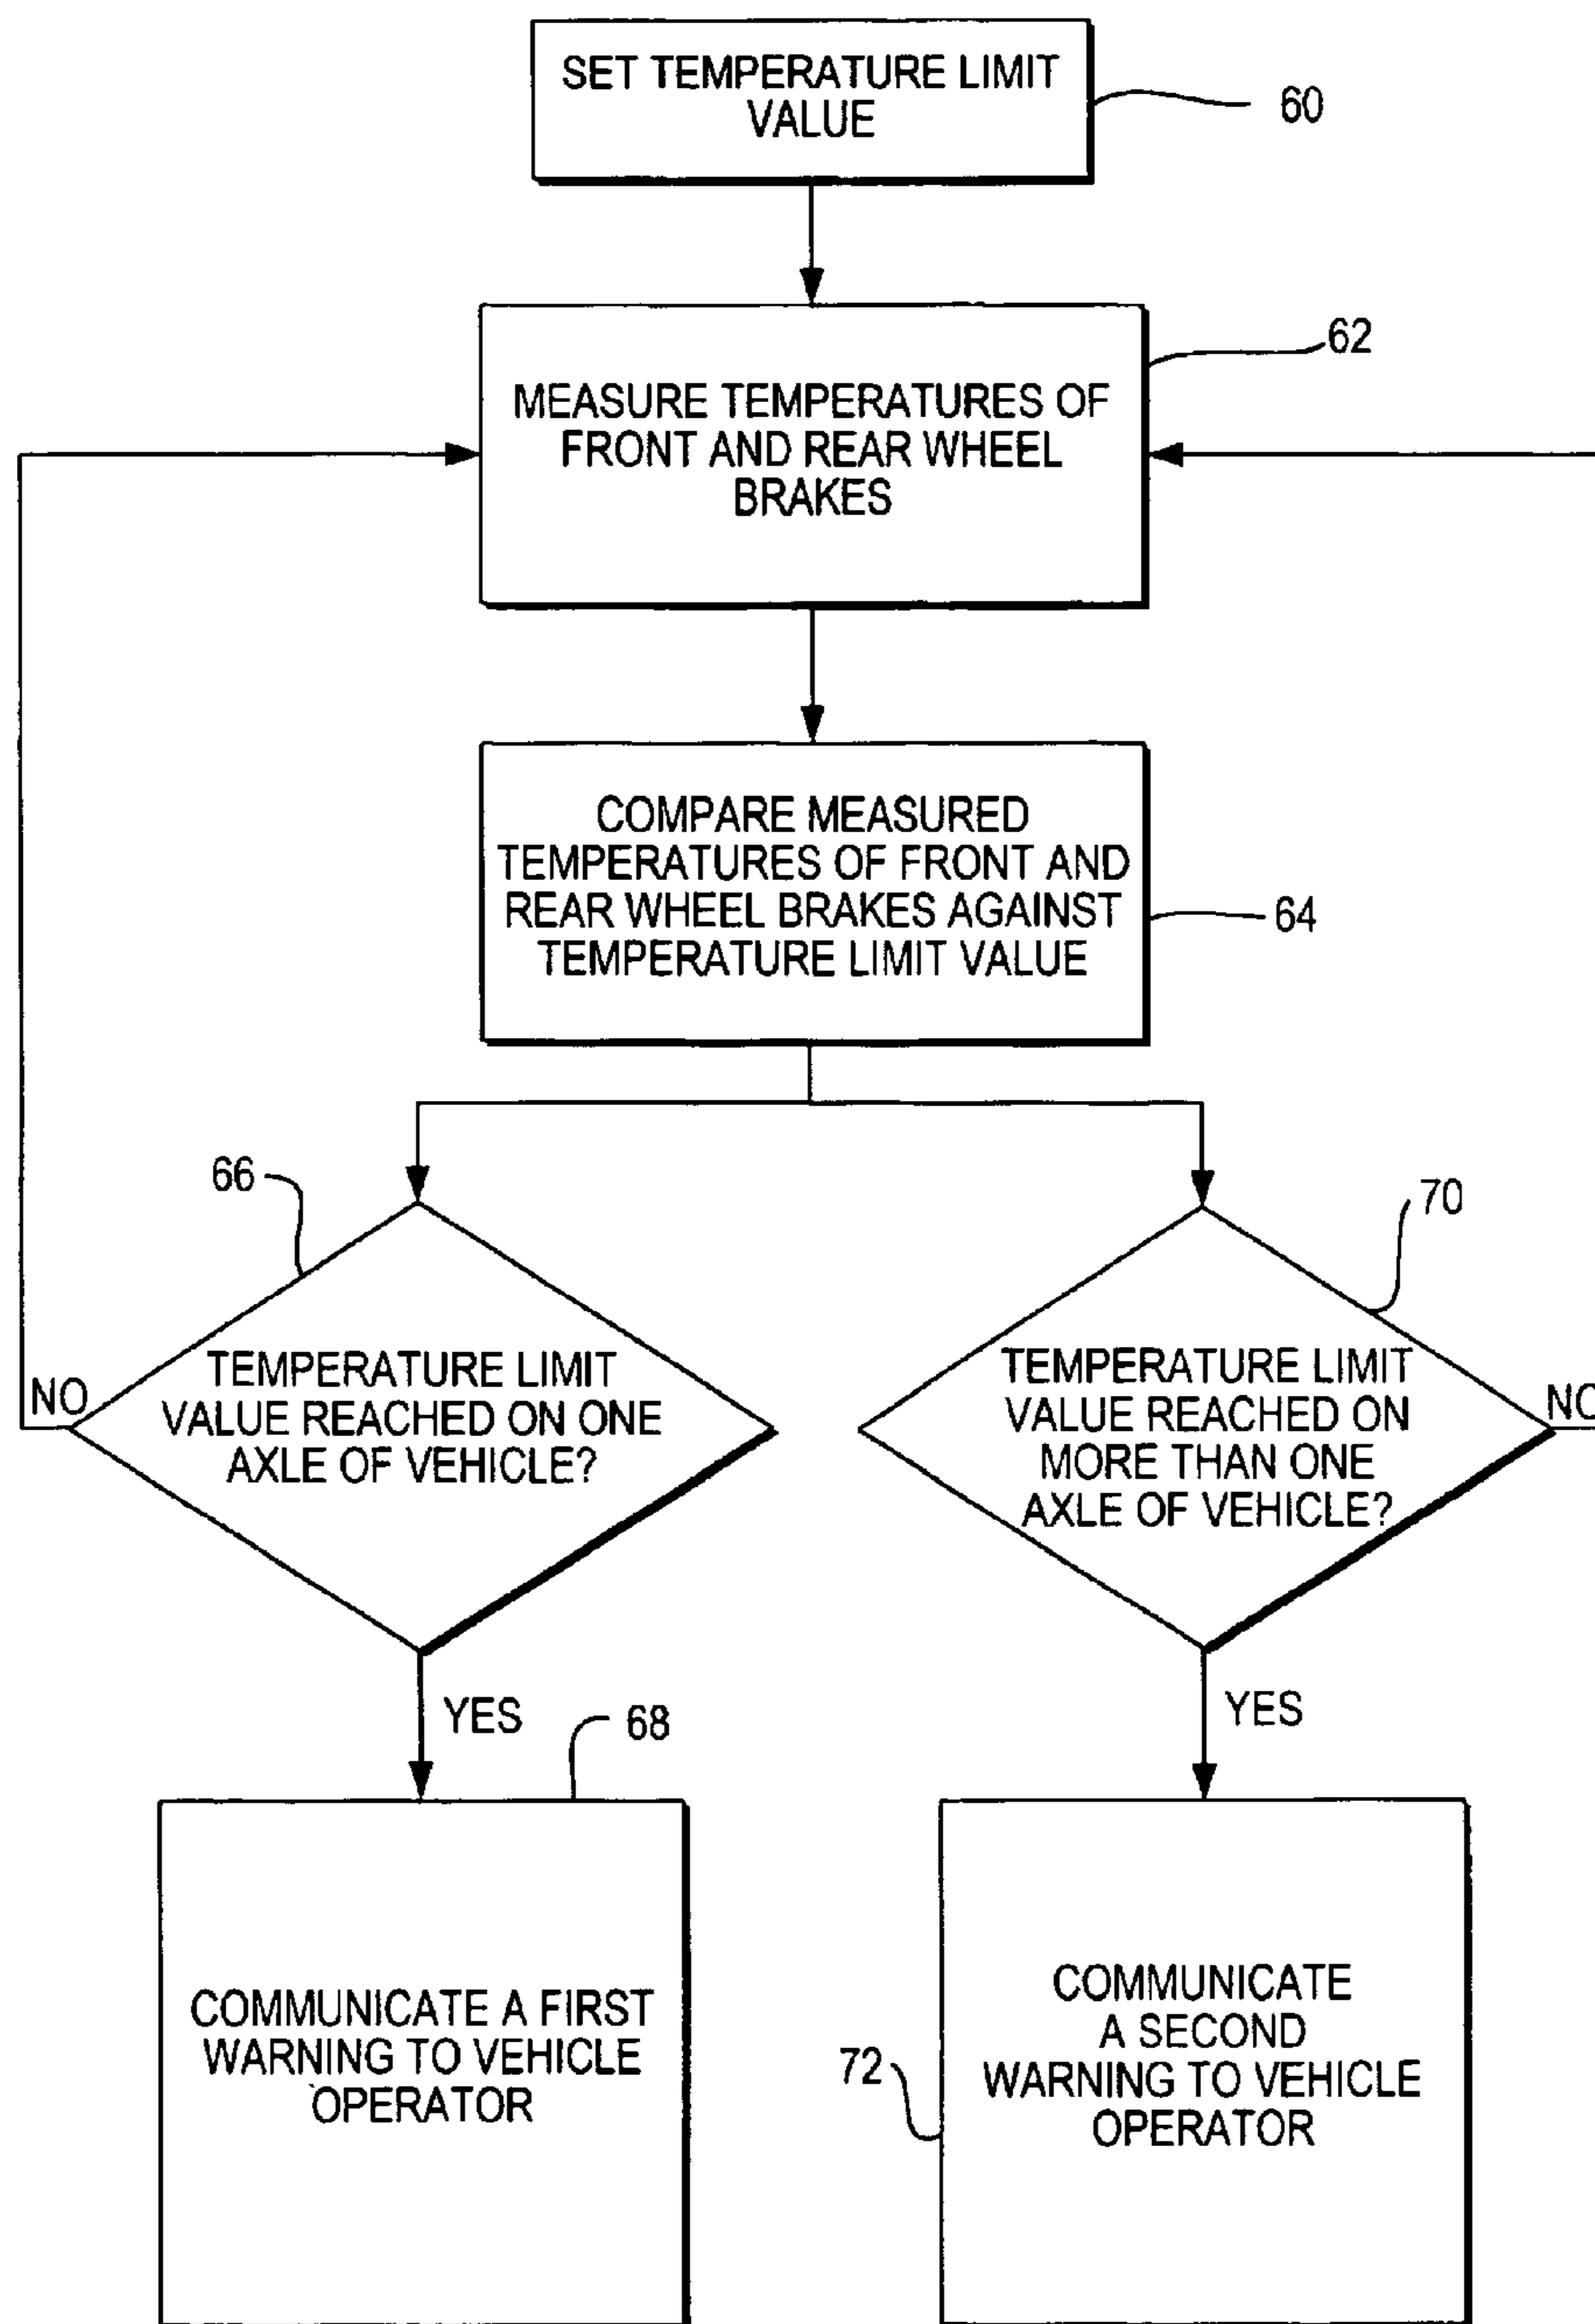 SET TEMPERATURE LIMIT
VALUE
60
62
MEASURE TEMPERATURES OF
FRONT AND REAR WHEEL
BRAKES
COMPARE MEASURED
TEMPERATURES OF FRONT AND
REAR WHEEL BRAKES AGAINST
TEMPERATURE LIMIT VALUE
64
66
70
NO
TEMPERATURE LIMIT
VALUE REACHED ON ONE
AXLE OF VEHICLE?
TEMPERATURE LIMIT
VALUE REACHED ON
MORE THAN ONE
AXLE OF VEHICLE?
NO
YES
68
YES
COMMUNICATE A FIRST
WARNING TO VEHICLE
OPERATOR
72
COMMUNICATE
A SECOND
WARNING TO VEHICLE
OPERATOR